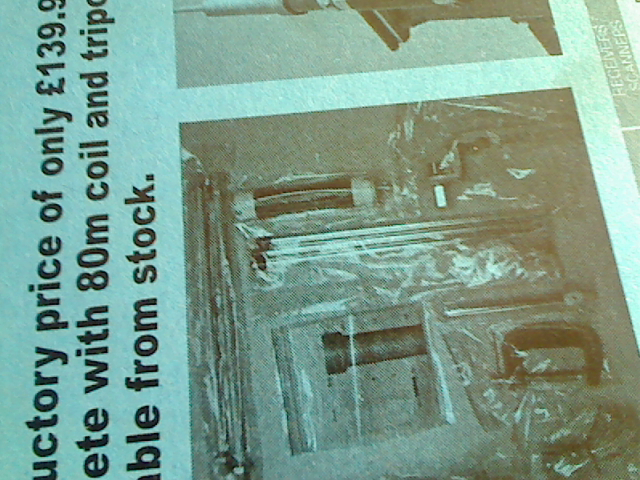 uctory price of only £139.9
ete with 80m coil and tripo
able from stock.
RECEIVERS
SCANNERS